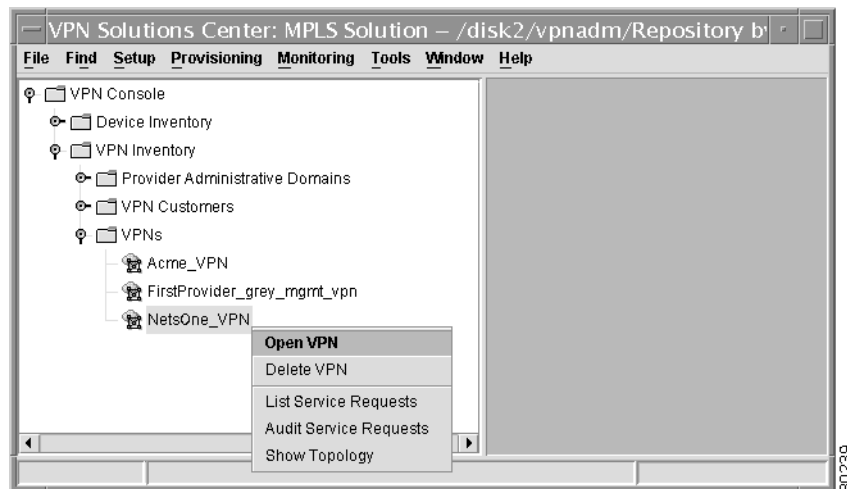 VPN Solutions Center: MPLS Solution – /disk2/vpnadm/Repository b
File Find Setup Provisioning Monitoring Tools Window Help
VPN Console
Device Inventory
VPN Inventory
Provider Administrative Domains
VPN Customers
VPNs
Acme_VPN
FirstProvider_grey_mgmt_vpn
NetsOne_VPN
Open VPN
Delete VPN
List Service Requests
Audit Service Requests
Show Topology